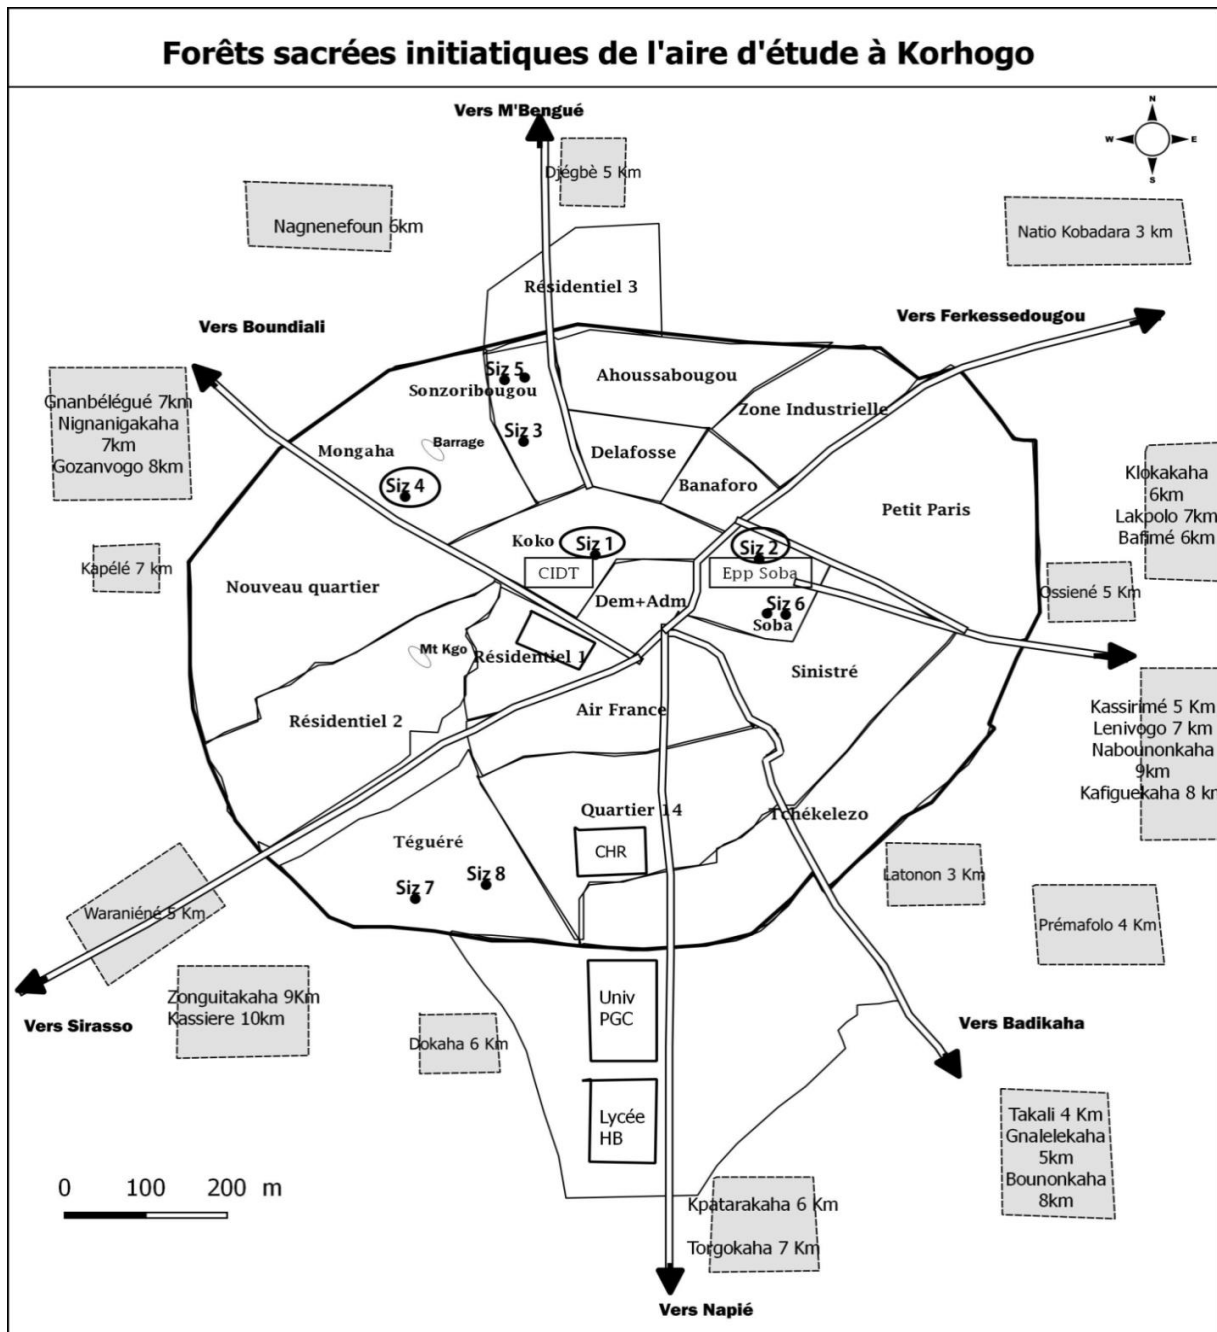 Forêts sacrées initiatiques de l'aire d'étude à Korhogo
Vers M'Bengué
N
W
E
S
Djégbè 5 Km
Nagnenefoun 6km
Natio Kobadara 3 km
Résidentiel 3
Vers Boundiali
Vers Ferkessedougou
Gnanbélégué 7km
Nignanigakaha
7km
Gozanvogo 8km
Siz 5
Sonzoribougou
Ahoussabougou
Zone Industrielle
Siz 3
Mongaha
Barrage
Delafosse
Banaforo
Siz 4
Petit Paris
Klokakaha
6km
Lakpolo 7km
Bafimé 6km
Koko
Siz 1
Siz 2
CIDT
Epp Soba
Kapélé 7 km
Nouveau quartier
Dem+Adm
Siz 6
Soba
Ossiené 5 Km
Mt Kgo
Résidentiel 1
Sinistré
Résidentiel 2
Air France
Kassirimé 5 Km
Lenivogo 7 km
Nabounonkaha
9km
Kafiguekaha 8 km
Quartier 14
Tchékelezo
Téguéré
CHR
Siz 7
Siz 8
Latonon 3 Km
Waraniéné 5 Km
Prémafolo 4 Km
Zonguitakaha 9Km
Kassiere 10km
Univ
PGC
Vers Sirasso
Vers Badikaha
Dokaha 6 Km
Lycée
HB
Takali 4 Km
Gnalelekaha
5km
Bounonkaha
8km
0 100 200 m
Kpatarakaha 6 Km
Torgokaha 7 Km
Vers Napié